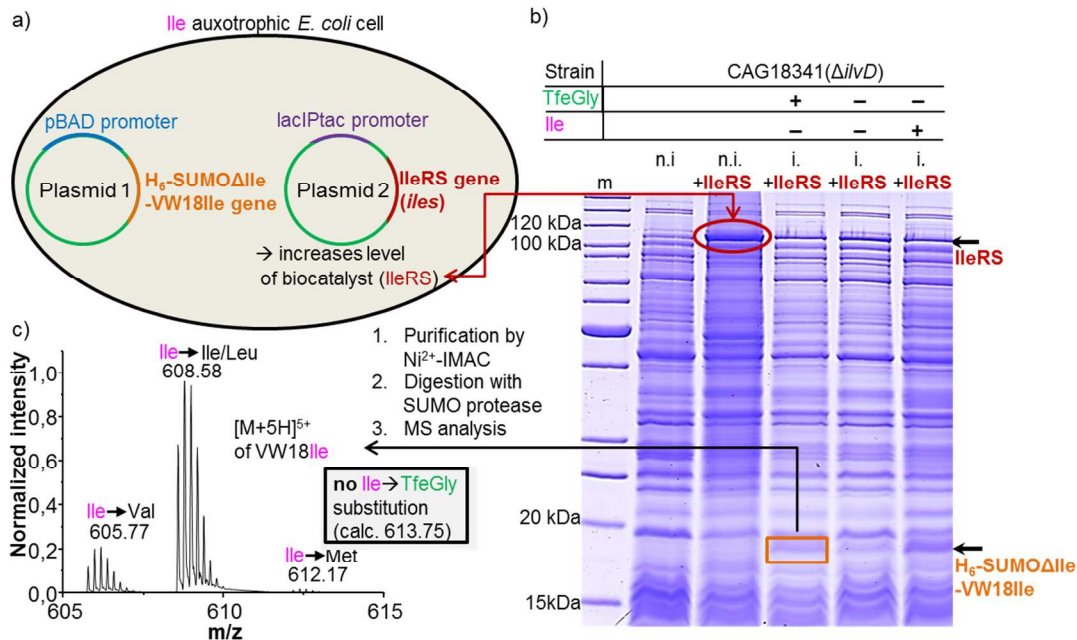 a)
Ile auxotrophic E. coli cell
pBAD promoter
Plasmid 1
H6-SUMOΔIle
-VW18Ile gene
lacIPtac promoter
Plasmid 2
IleRS gene
(iles)
→ increases level
of biocatalyst (IleRS)
b)
Strain CAG18341(ΔilvD)
TfeGly + – –
Ile – – +
n.i n.i. i. i. i.
m +IleRS +IleRS +IleRS +IleRS
120 kDa
100 kDa
IleRS
20 kDa
15kDa
H6-SUMOΔIle
-VW18Ile
c)
Ile→Ile/Leu
608.58
[M+5H]5+
of VW18Ile
Ile→Val
605.77
no Ile→TfeGly
substitution
(calc. 613.75)
Ile→Met
612.17
Normalized intensity
1,0
0,8
0,6
0,4
0,2
0,0
605 610 615
m/z
1. Purification by
Ni2+-IMAC
2. Digestion with
SUMO protease
3. MS analysis